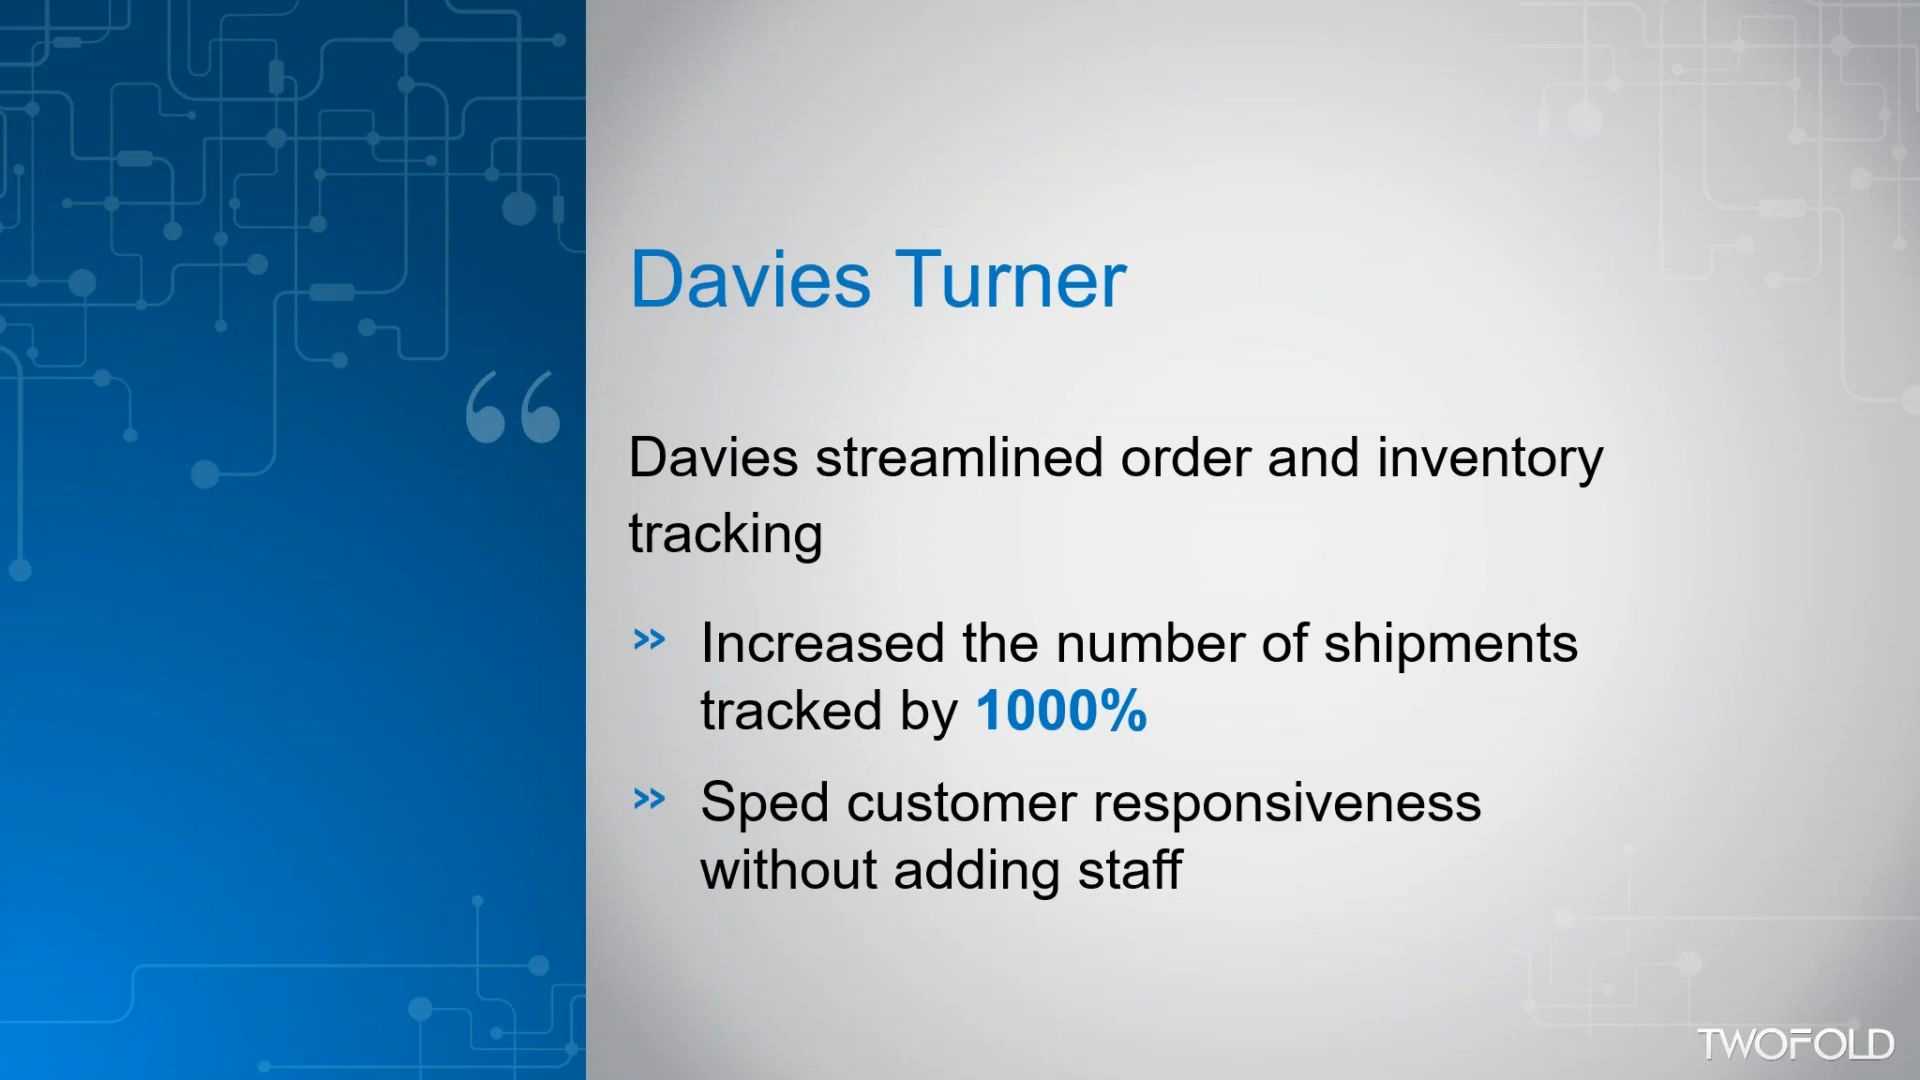 Davies Turner
“
Davies streamlined order and inventory
tracking
» Increased the number of shipments
tracked by 1000%
» Sped customer responsiveness
without adding staff
TWOFOLD